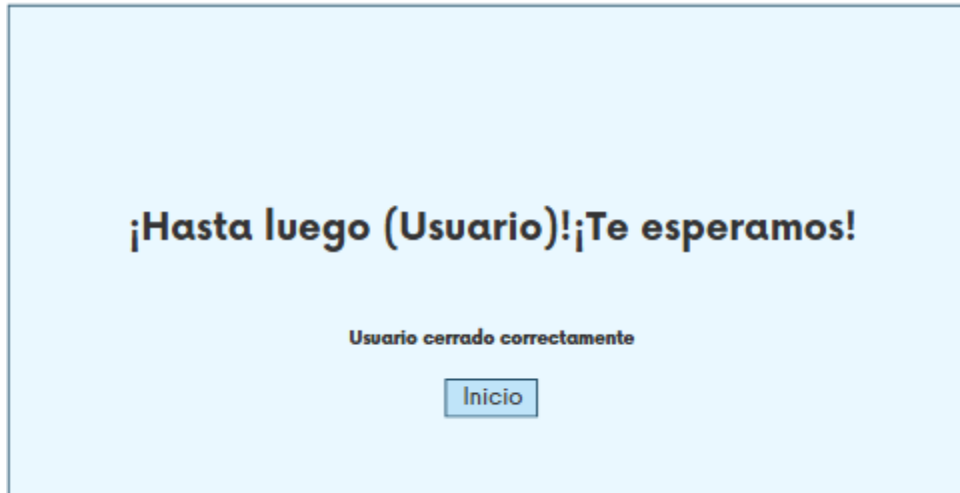 ¡Hasta luego (Usuario)!¡Te esperamos!
Usuario cerrado correctamente
Inicio